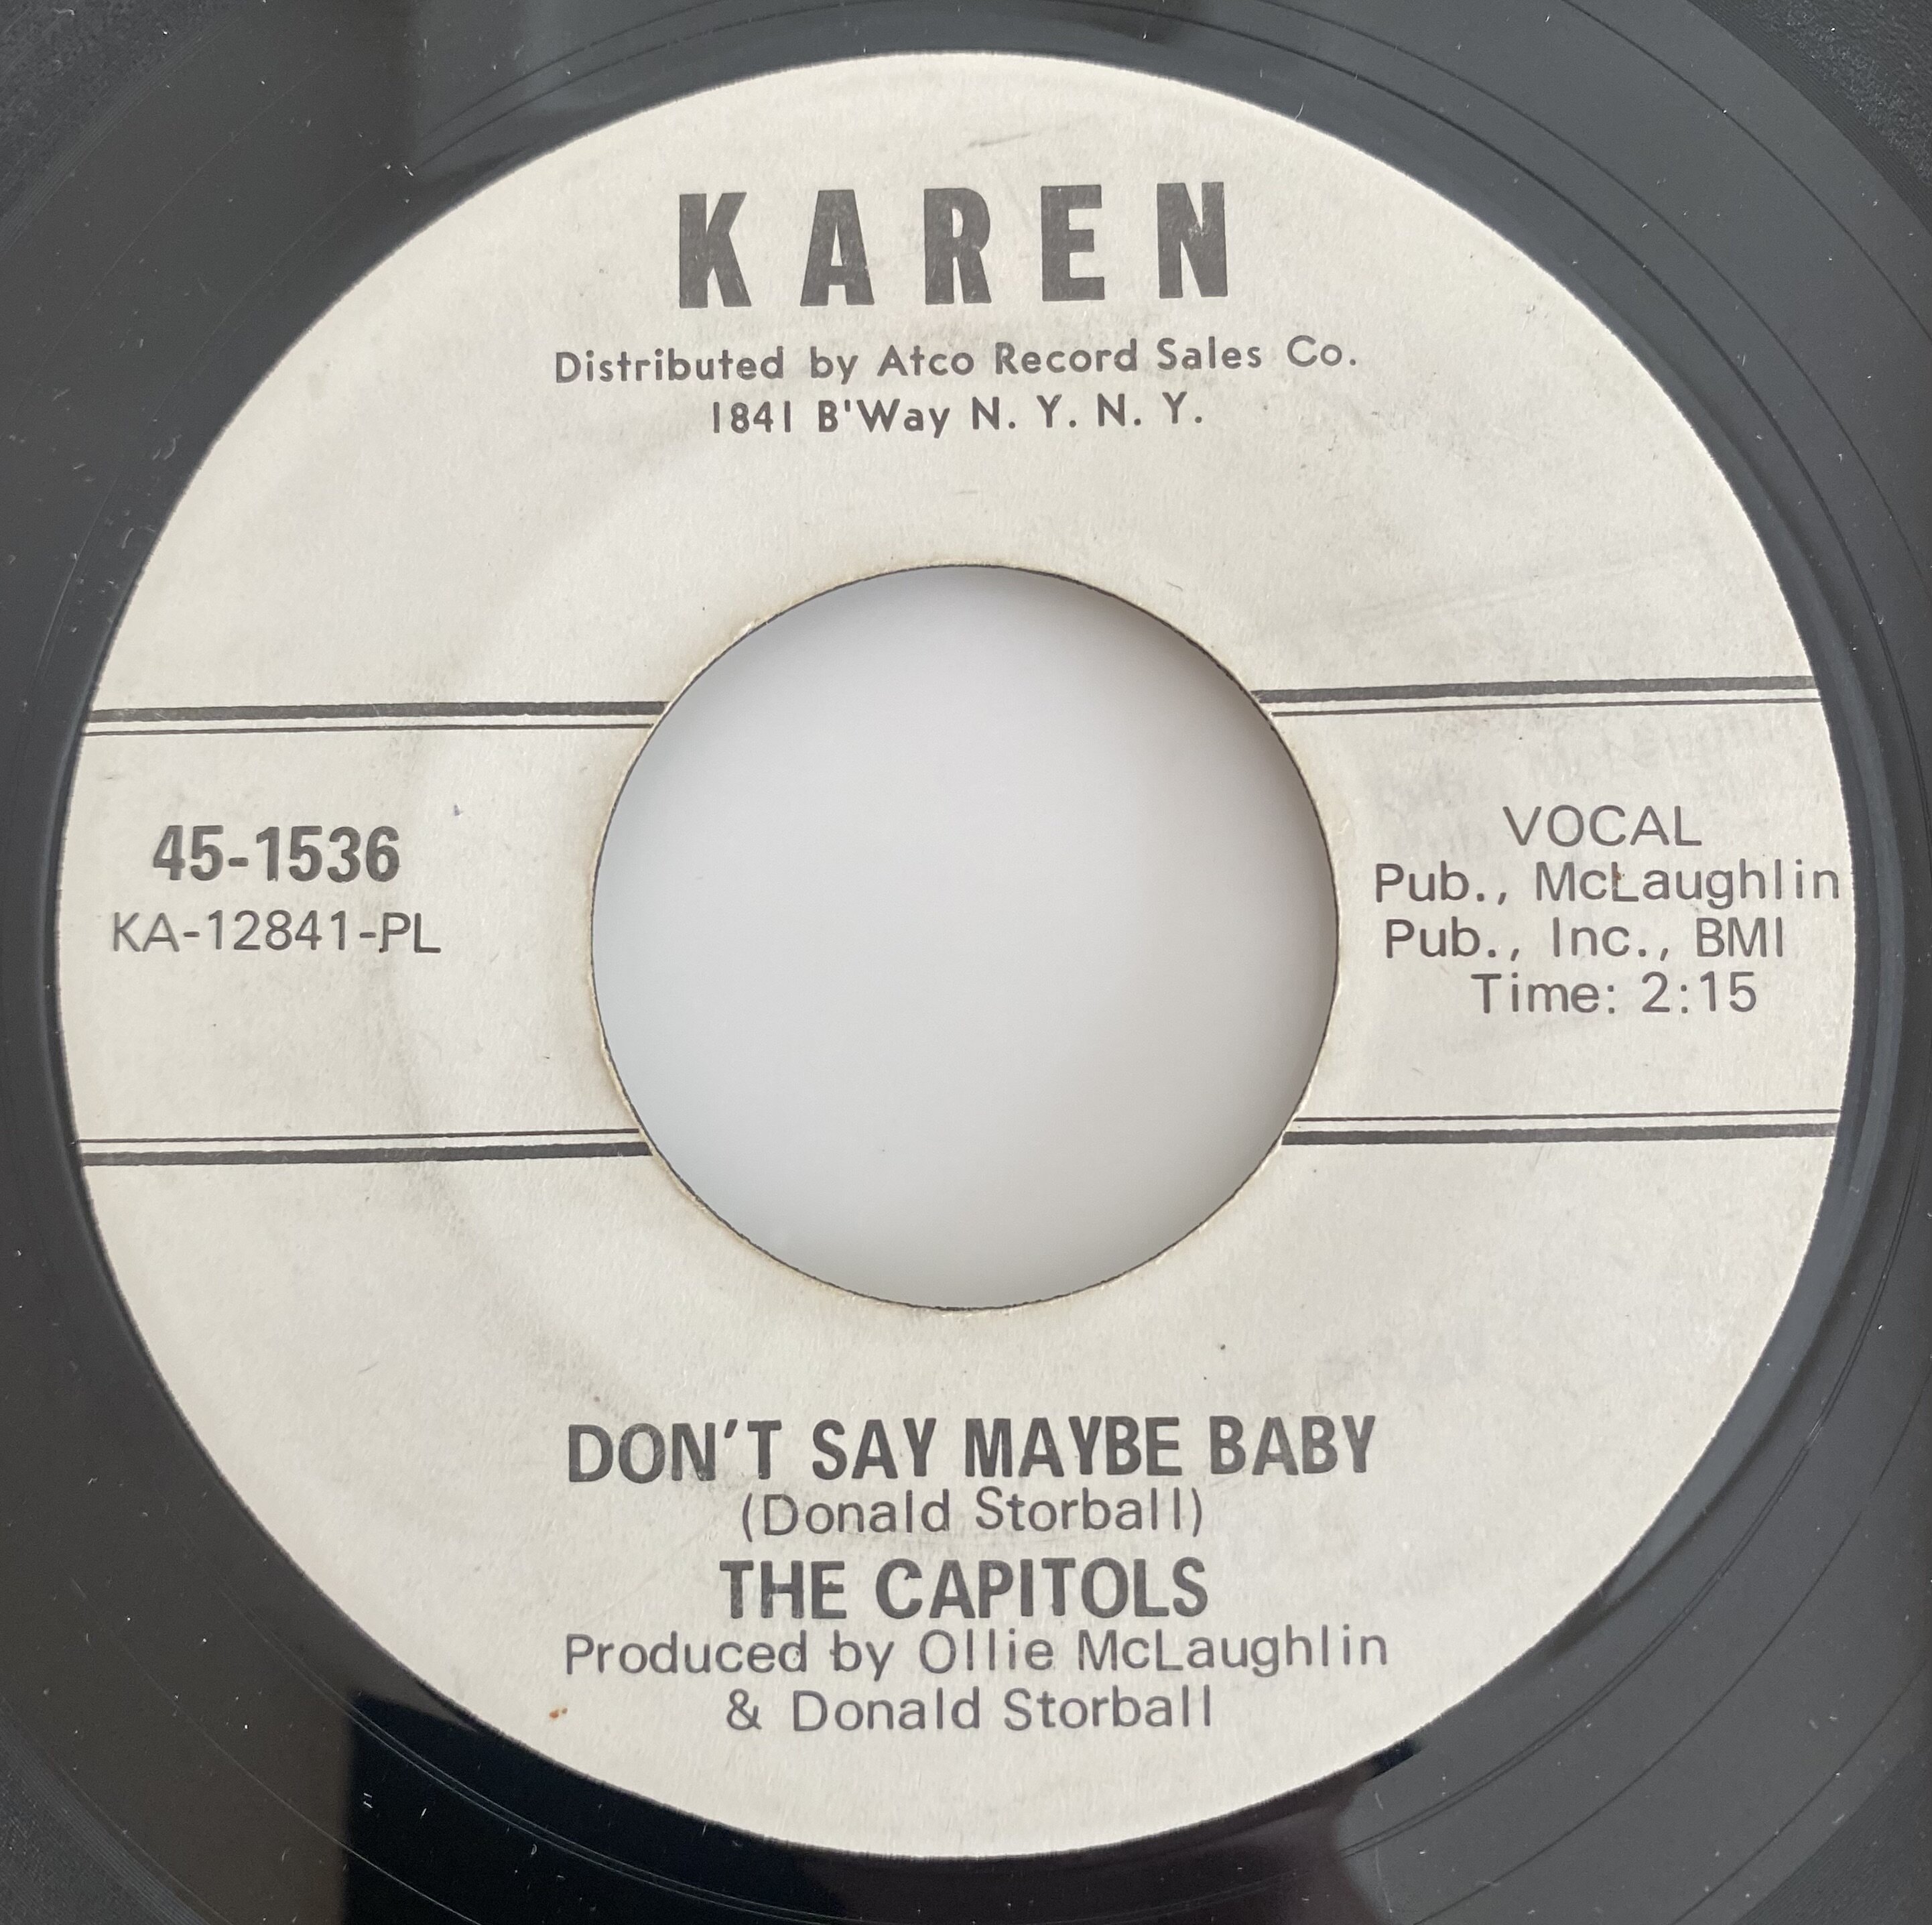 KAREN
Distributed by Atco Record Sales Co.
1841 B'Way N. Y. N. Y.
45-1536
KA-12841-PL
VOCAL
Pub., McLaughlin
Pub., Inc., BMI
Time: 2:15
DON'T SAY MAYBE BABY
(Donald Storball)
THE CAPITOLS
Produced by Ollie McLaughlin
& Donald Storball